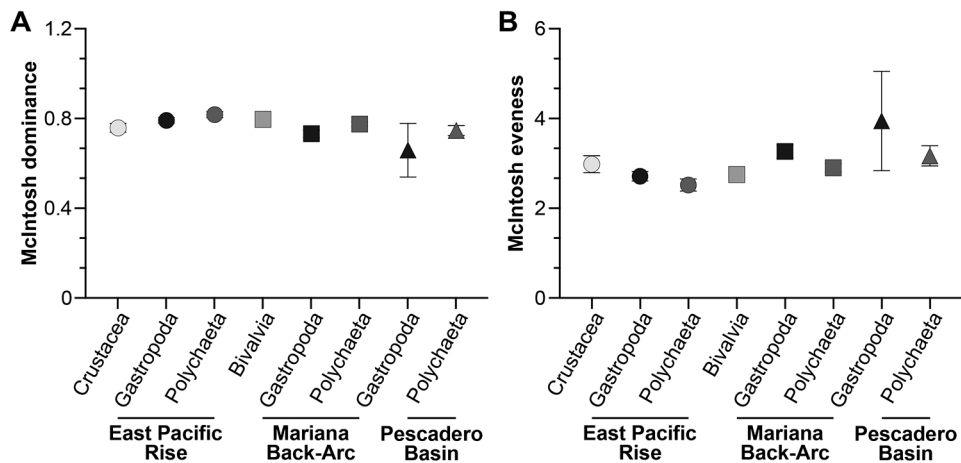 A
McIntosh dominance
1.2
0.8
0.4
0
Crustacea
Gastropoda
Polychaeta
Bivalvia
Gastropoda
Polychaeta
Gastropoda
Polychaeta
East Pacific
Rise
Mariana
Back-Arc
Pescadero
Basin
B
McIntosh eveness
6
4
2
0
Crustacea
Gastropoda
Polychaeta
Bivalvia
Gastropoda
Polychaeta
Gastropoda
Polychaeta
East Pacific
Rise
Mariana
Back-Arc
Pescadero
Basin